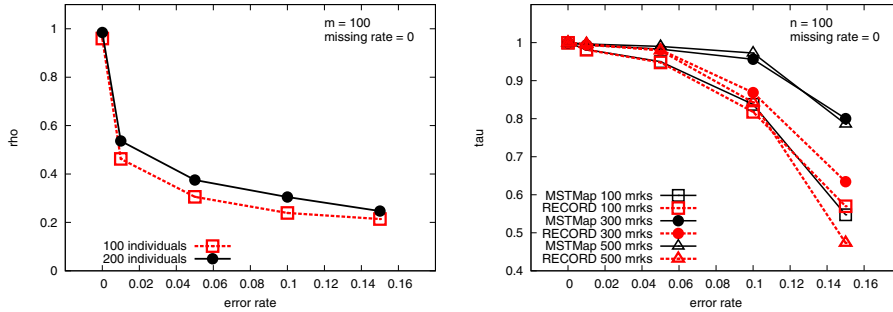 m = 100
missing rate = 0
1
0.8
0.6
0.4
0.2
0
rho
100 individuals
200 individuals
0 0.02 0.04 0.06 0.08 0.1 0.12 0.14 0.16
error rate
n = 100
missing rate = 0
1
0.9
0.8
0.7
0.6
0.5
0.4
tau
MSTMap 100 mrks
RECORD 100 mrks
MSTMap 300 mrks
RECORD 300 mrks
MSTMap 500 mrks
RECORD 500 mrks
0 0.02 0.04 0.06 0.08 0.1 0.12 0.14 0.16
error rate